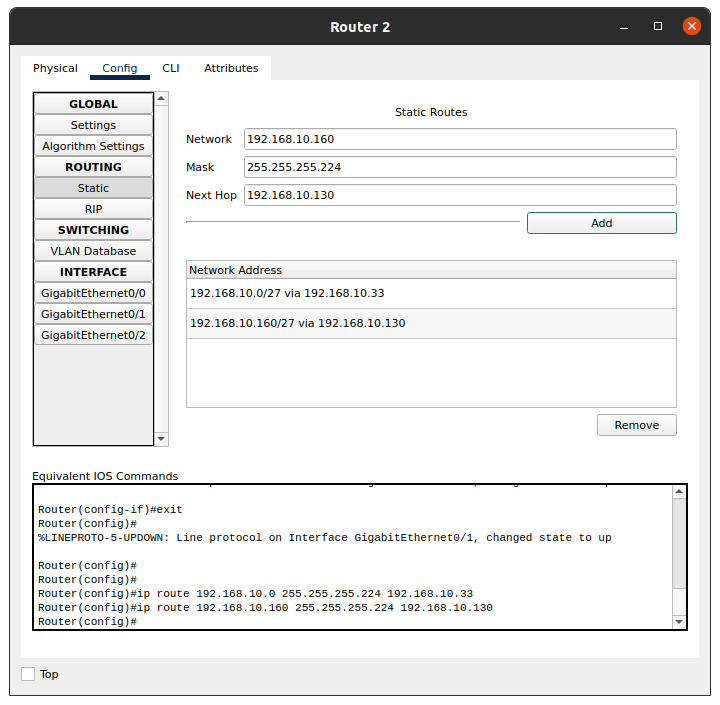 Router 2
Physical Config CLI Attributes
GLOBAL
Settings
Algorithm Settings
ROUTING
Static
RIP
SWITCHING
VLAN Database
INTERFACE
GigabitEthernet0/0
GigabitEthernet0/1
GigabitEthernet0/2
Static Routes
Network 192.168.10.160
Mask 255.255.255.224
Next Hop 192.168.10.130
Add
Network Address
192.168.10.0/27 via 192.168.10.33
192.168.10.160/27 via 192.168.10.130
Remove
Equivalent IOS Commands
Router(config-if)#exit
Router(config)#
%LINEPROTO-5-UPDOWN: Line protocol on Interface GigabitEthernet0/1, changed state to up
Router(config)#
Router(config)#
Router(config)#ip route 192.168.10.0 255.255.255.224 192.168.10.33
Router(config)#ip route 192.168.10.160 255.255.255.224 192.168.10.130
Router(config)#
Top